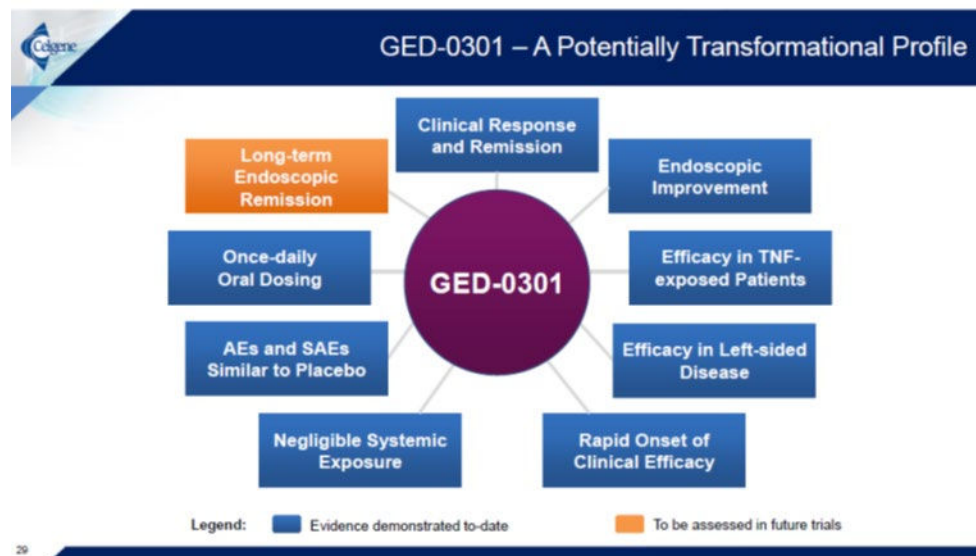 Celgene
GED-0301 – A Potentially Transformational Profile
Clinical Response
and Remission
Long-term
Endoscopic
Remission
Endoscopic
Improvement
Once-daily
Oral Dosing
GED-0301
Efficacy in TNF-
exposed Patients
AEs and SAEs
Similar to Placebo
Efficacy in Left-sided
Disease
Negligible Systemic
Exposure
Rapid Onset of
Clinical Efficacy
Legend:
Evidence demonstrated to-date
To be assessed in future trials
29